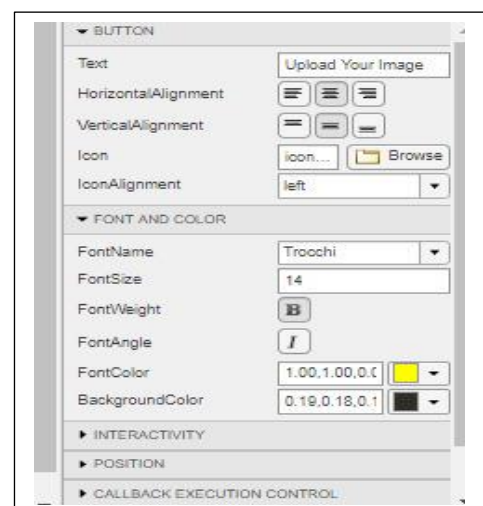 BUTTON
Text Upload Your Image
HorizontalAlignment
VerticalAlignment
Icon icon... Browse
IconAlignment left
FONT AND COLOR
FontName Trocchi
FontSize 14
FontWeight B
FontAngle I
FontColor 1.00,1.00,0.0
BackgroundColor 0.19,0.18,0.1
INTERACTIVITY
POSITION
CALLBACK EXECUTION CONTROL